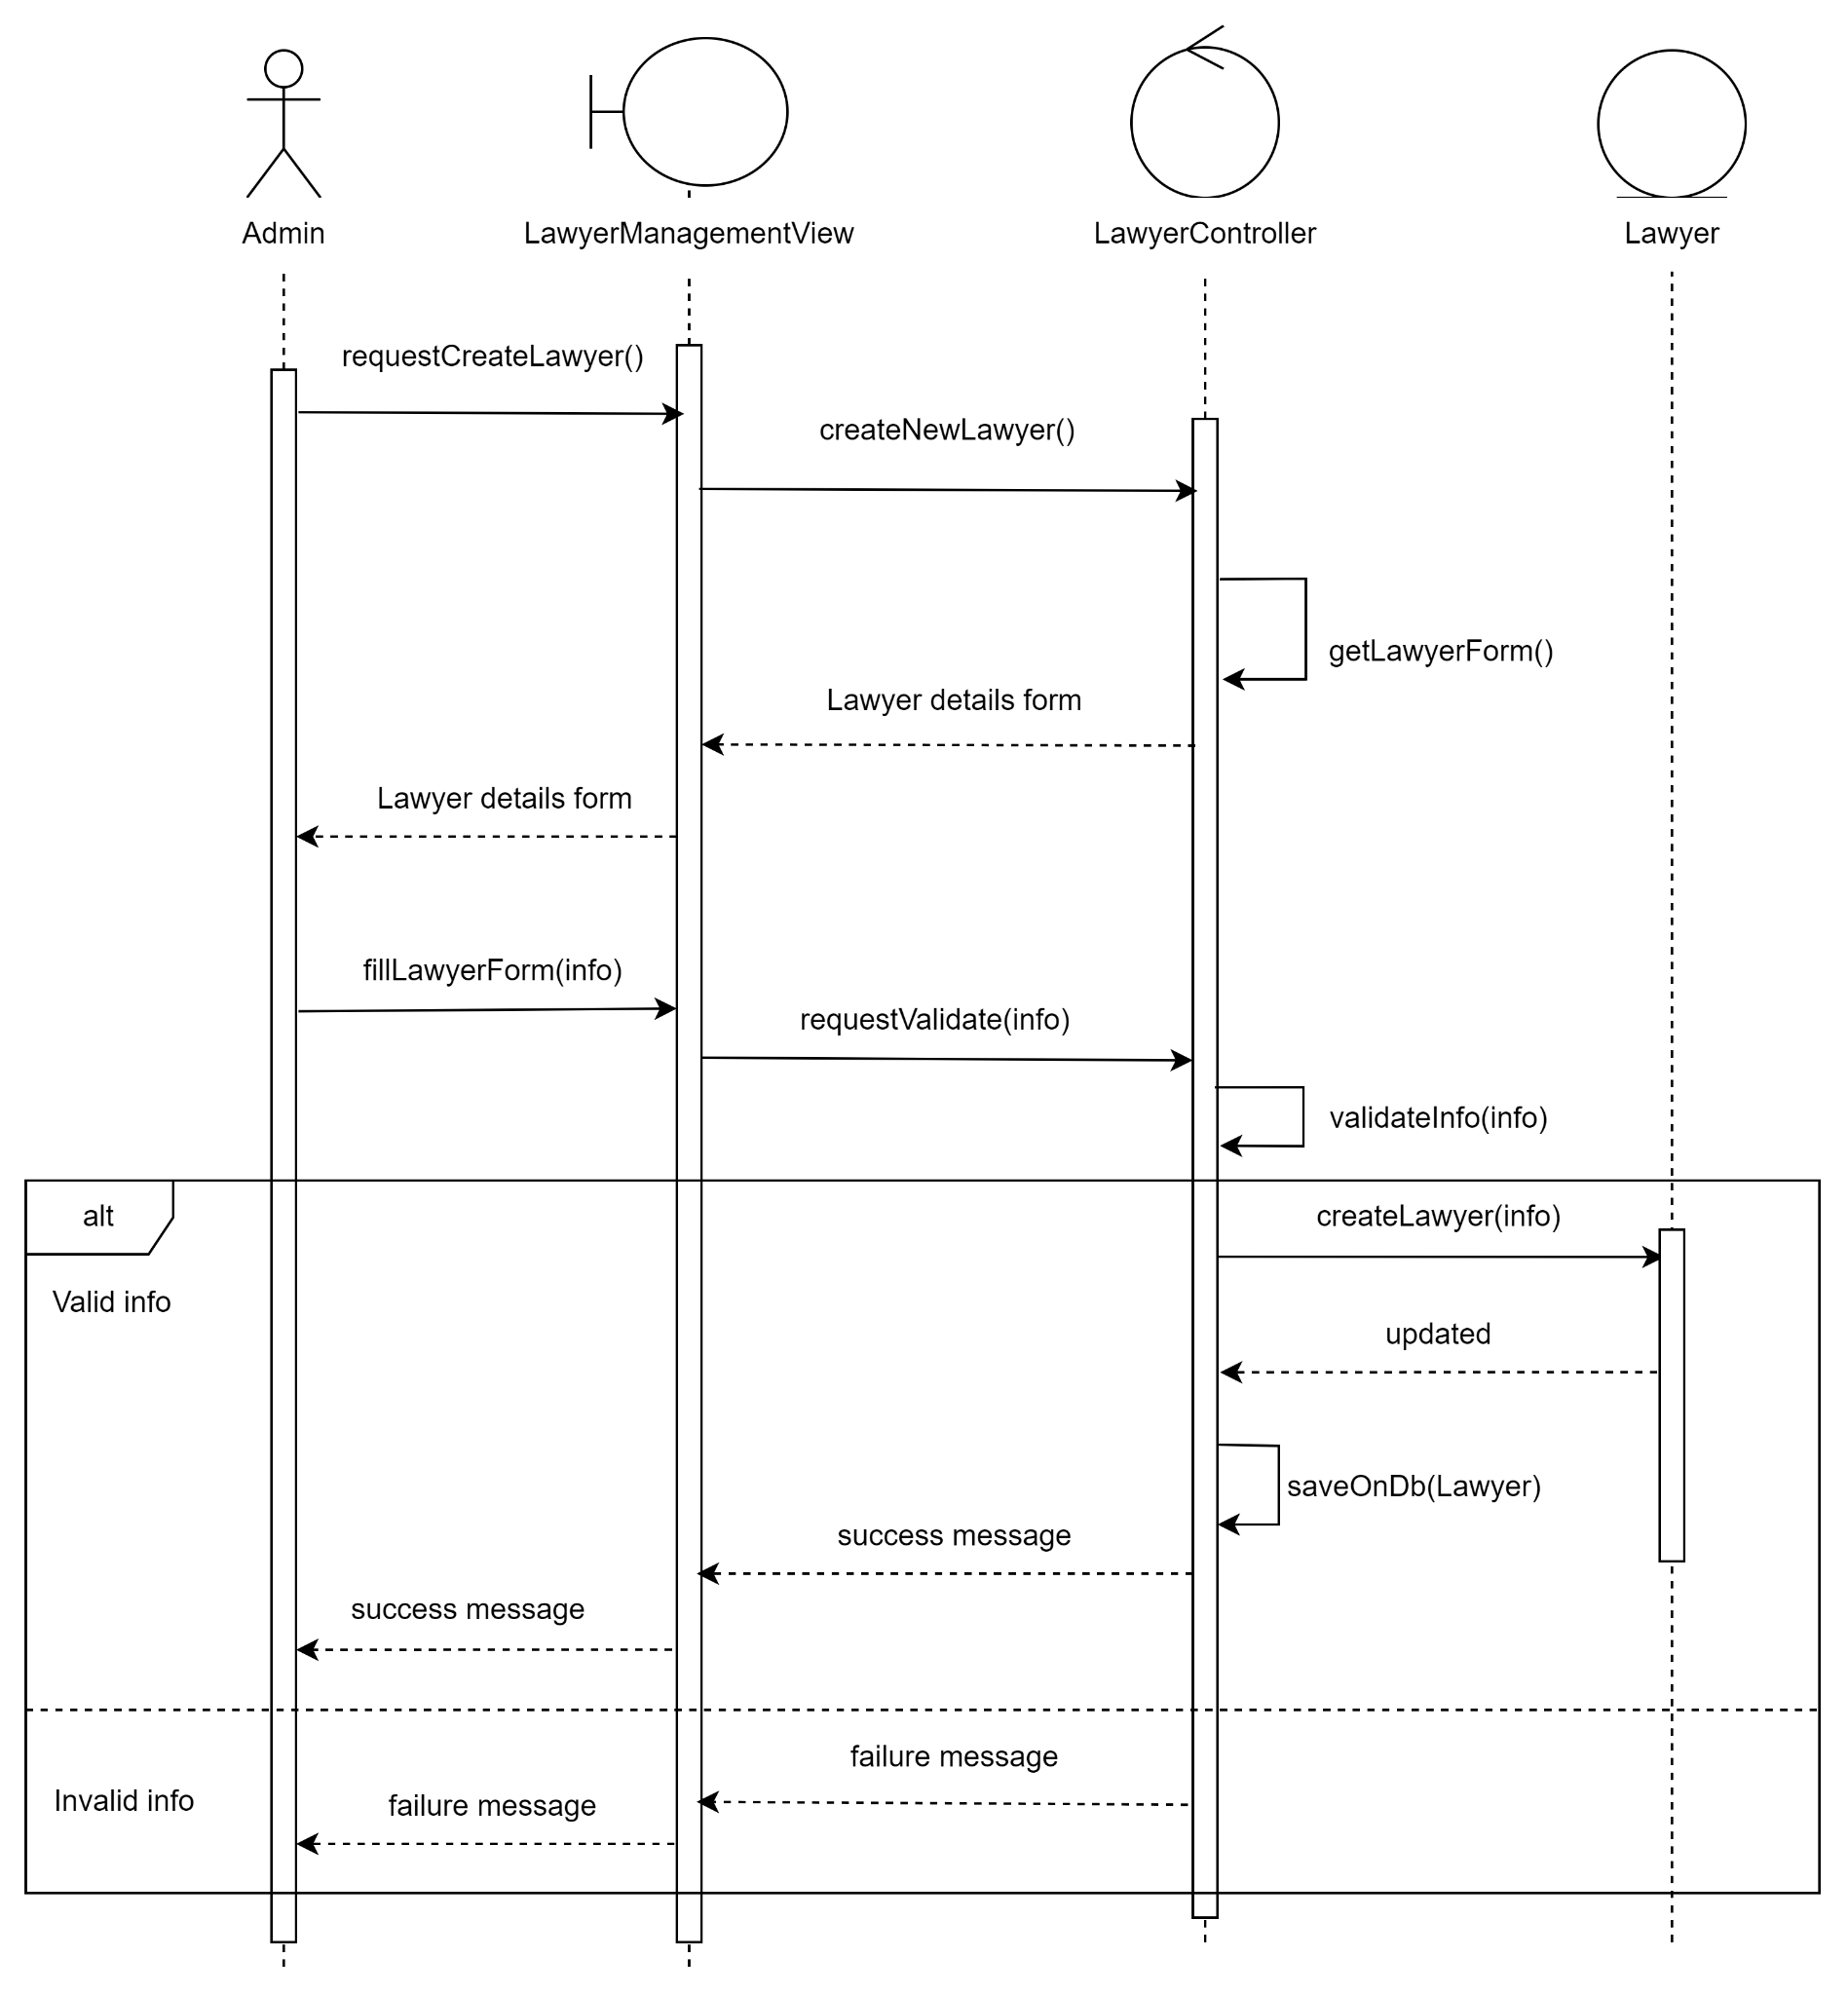 Admin
LawyerManagementView
LawyerController
Lawyer
requestCreateLawyer()
createNewLawyer()
getLawyerForm()
Lawyer details form
Lawyer details form
fillLawyerForm(info)
requestValidate(info)
validateInfo(info)
alt
createLawyer(info)
Valid info
updated
saveOnDb(Lawyer)
success message
success message
failure message
Invalid info
failure message